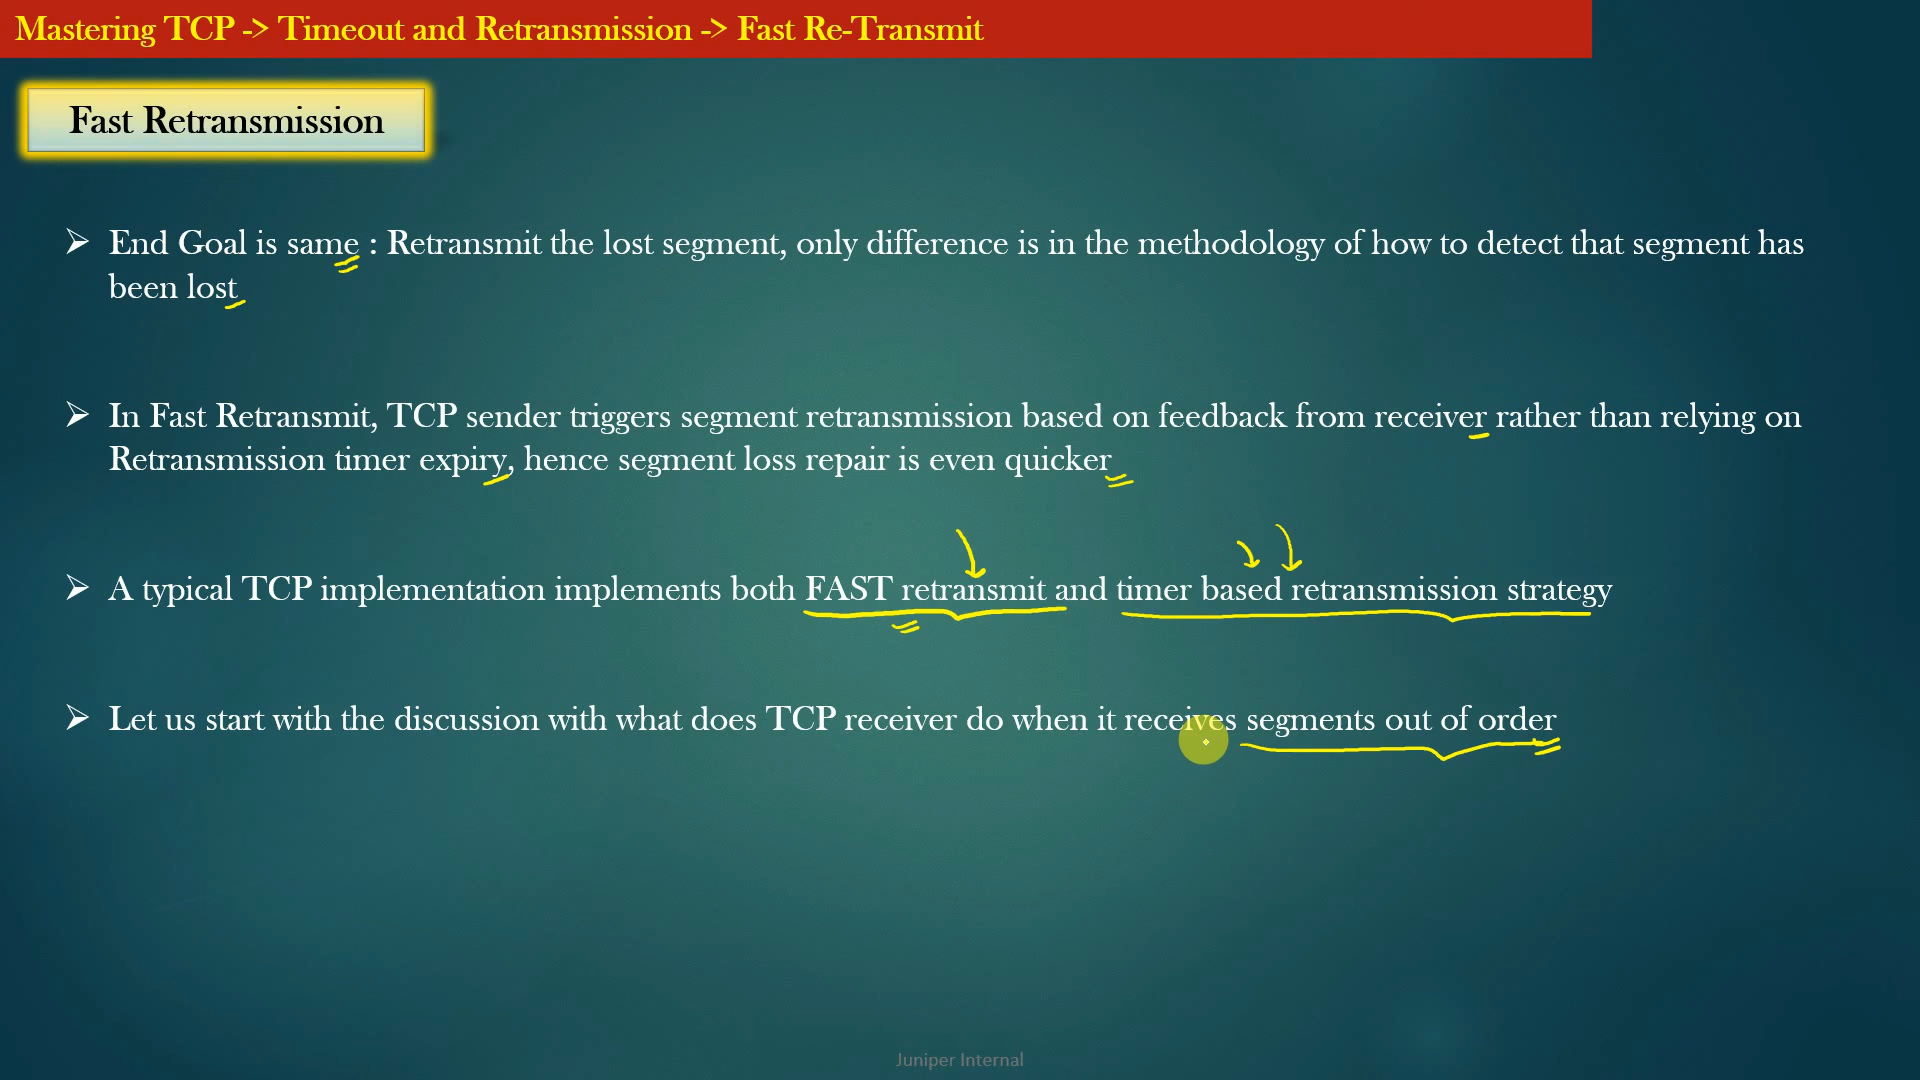 Mastering TCP -> Timeout and Retransmission -> Fast Re-Transmit
Fast Retransmission
➢ End Goal is same : Retransmit the lost segment, only difference is in the methodology of how to detect that segment has
been lost
➢ In Fast Retransmit, TCP sender triggers segment retransmission based on feedback from receiver rather than relying on
Retransmission timer expiry, hence segment loss repair is even quicker
➢ A typical TCP implementation implements both FAST retransmit and timer based retransmission strategy
➢ Let us start with the discussion with what does TCP receiver do when it receives segments out of order
Juniper Internal